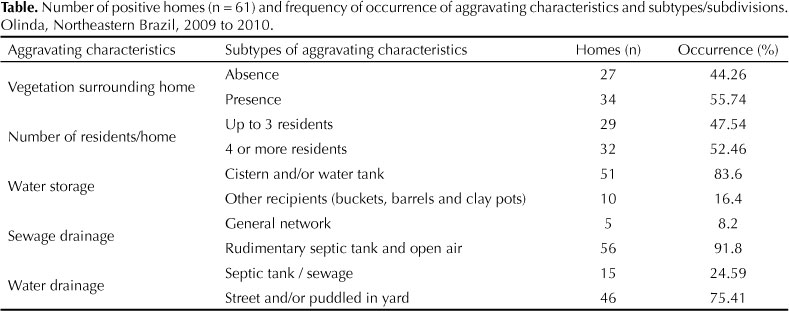 Table. Number of positive homes (n = 61) and frequency of occurrence of aggravating characteristics and subtypes/subdivisions.
Olinda, Northeastern Brazil, 2009 to 2010.
Aggravating characteristics Subtypes of aggravating characteristics Homes (n) Occurrence (%)
Vegetation surrounding home Absence 27 44.26
Presence 34 55.74
Number of residents/home Up to 3 residents 29 47.54
4 or more residents 32 52.46
Water storage Cistern and/or water tank 51 83.6
Other recipients (buckets, barrels and clay pots) 10 16.4
Sewage drainage General network 5 8.2
Rudimentary septic tank and open air 56 91.8
Water drainage Septic tank / sewage 15 24.59
Street and/or puddled in yard 46 75.41